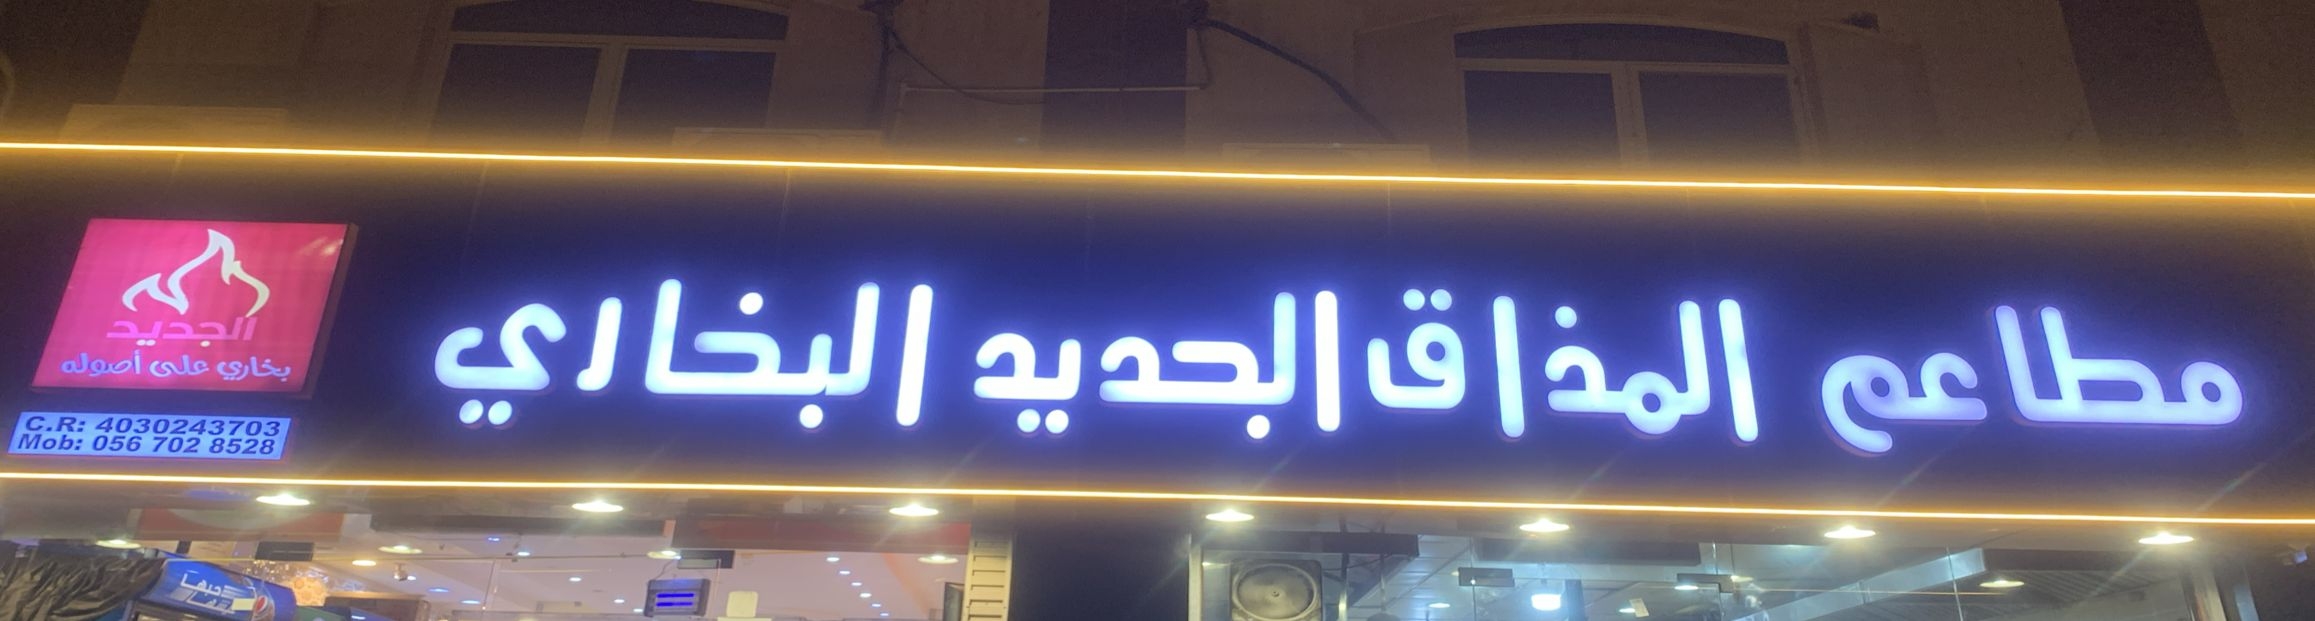 مطاعم المذاق الجديد البخاري
الجديد
بخاري على أصوله
C.R: 4030243703
Mob: 056 702 8528